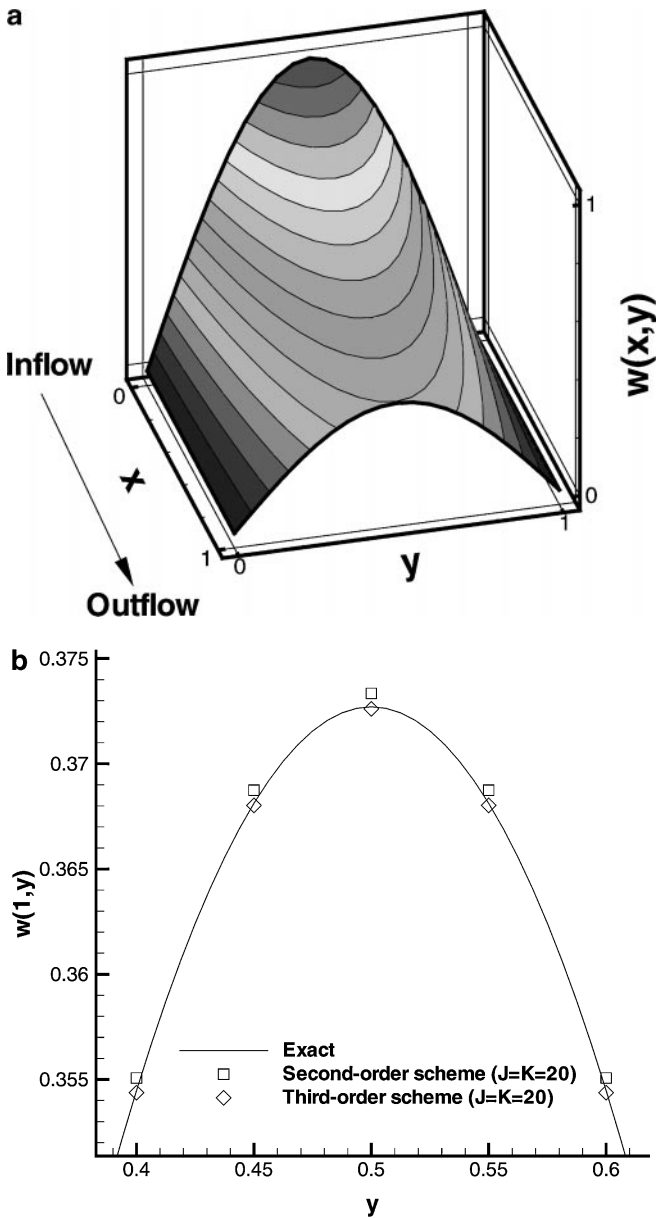 a
1
w(x,y)
Inflow
0
x
0
1
1
0
y
Outflow
b
0.375
0.37
0.365
0.36
0.355
w(1,y)
Exact
Second-order scheme (J=K=20)
Third-order scheme (J=K=20)
0.4
0.45
0.5
0.55
0.6
y